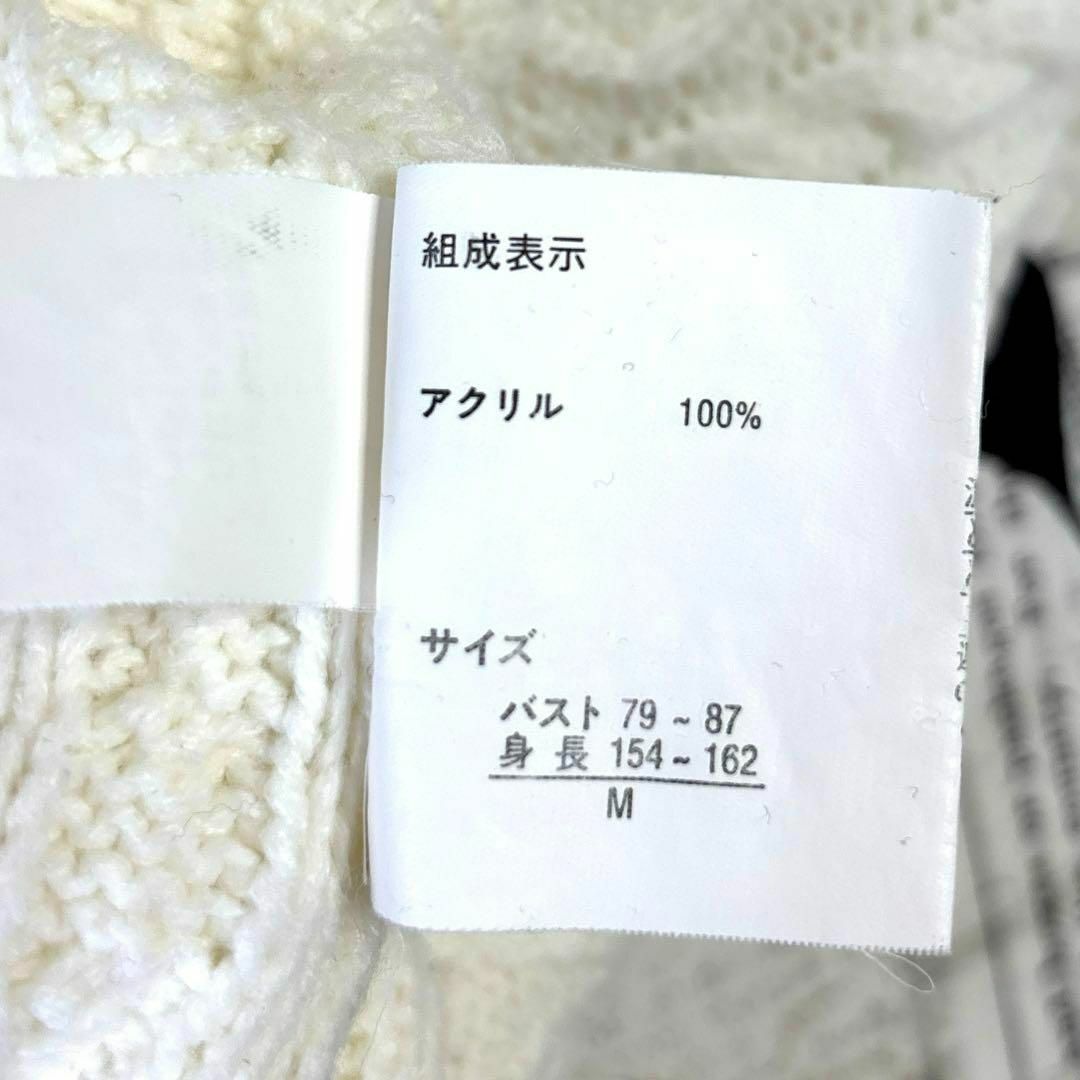 組成表示
アクリル 100%
サイズ
バスト 79 ~ 87
身 長 154 ~ 162
M